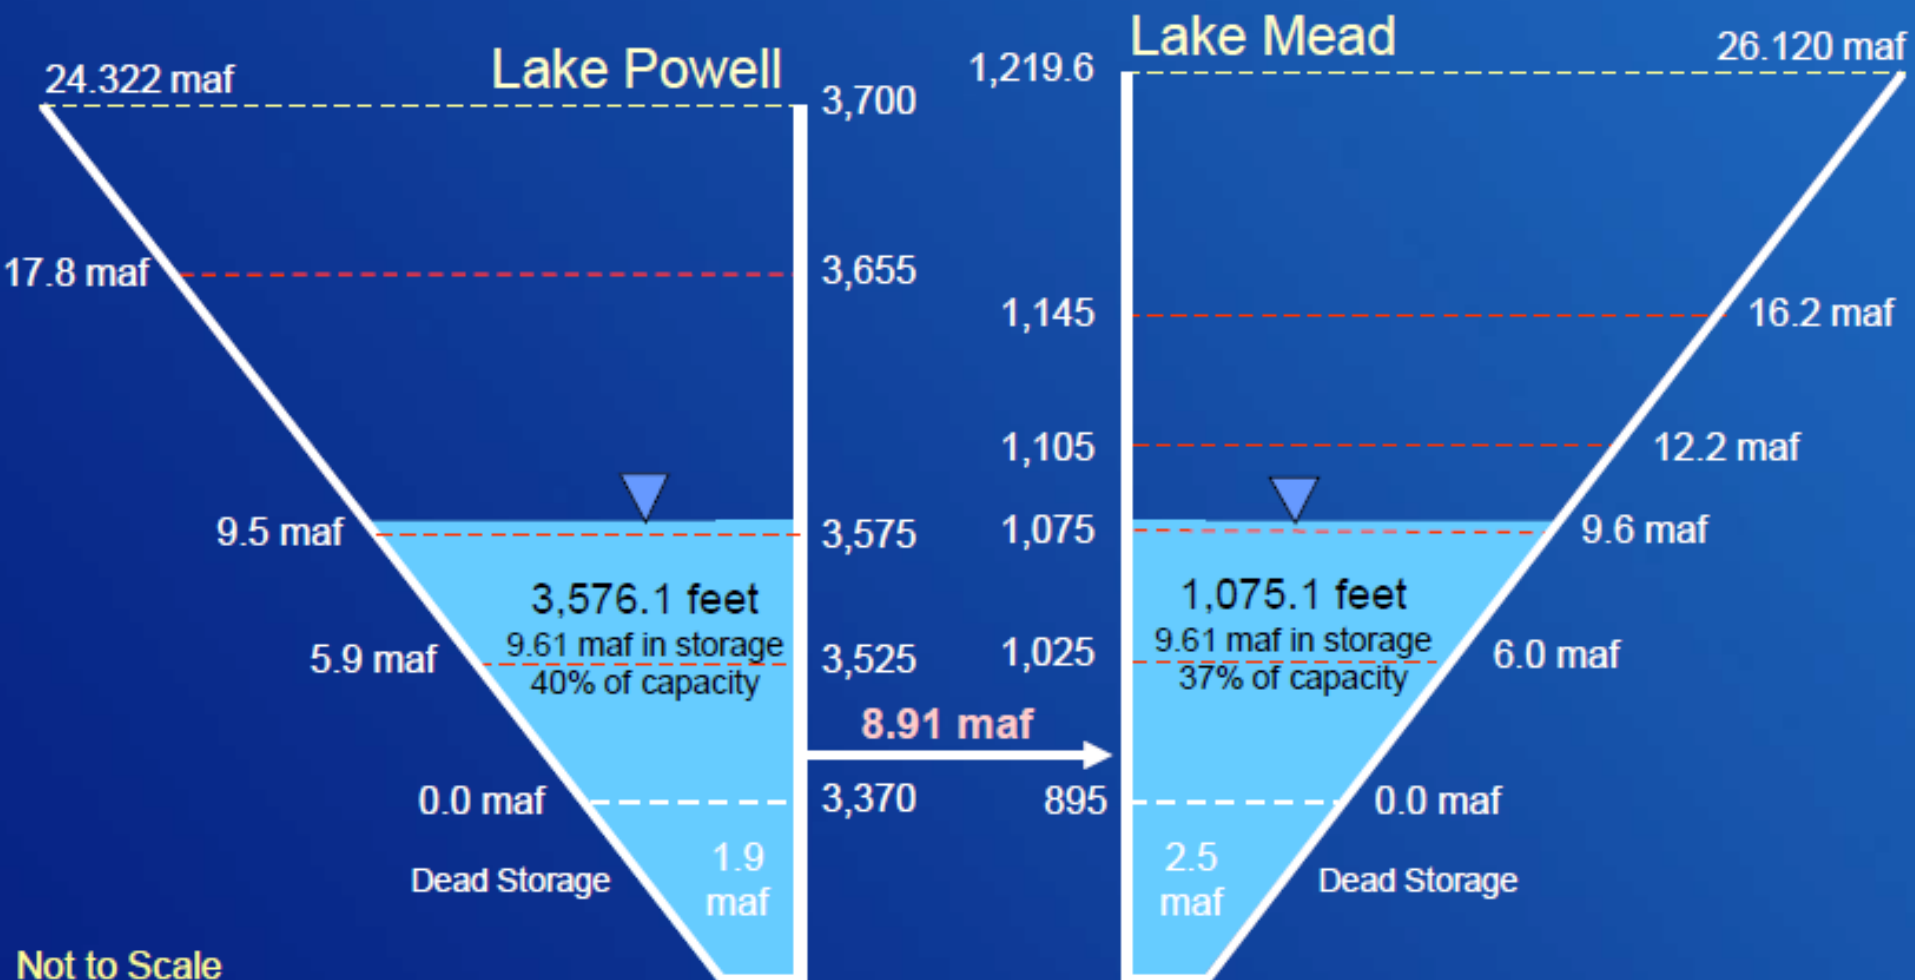 Lake Powell
24.322 maf
3,700
17.8 maf
3,655
9.5 maf
3,575
3,576.1 feet
9.61 maf in storage
5.9 maf
3,525
40% of capacity
8.91 maf
0.0 maf
3,370
1.9
maf
Dead Storage
Not to Scale
Lake Mead
1,219.6
26.120 maf
1,145
16.2 maf
1,105
12.2 maf
1,075
9.6 maf
1,075.1 feet
9.61 maf in storage
1,025
6.0 maf
37% of capacity
895
0.0 maf
2.5
maf
Dead Storage